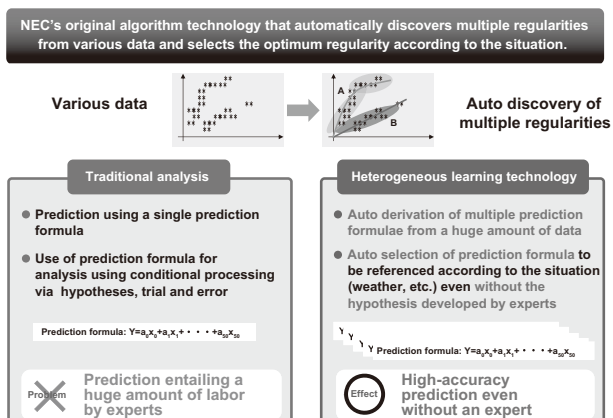 NEC's original algorithm technology that automatically discovers multiple regularities
from various data and selects the optimum regularity according to the situation.
Various data
A
B
Auto discovery of
multiple regularities
Traditional analysis
● Prediction using a single prediction
formula
● Use of prediction formula for
analysis using conditional processing
via hypotheses, trial and error
Prediction formula: Y=a₀x₀+a₁x₁+・・・+a₅₀x₅₀
Problem
Prediction entailing a
huge amount of labor
by experts
Heterogeneous learning technology
● Auto derivation of multiple prediction
formulae from a huge amount of data
● Auto selection of prediction formula to
be referenced according to the situation
(weather, etc.) even without the
hypothesis developed by experts
Y Y Y Y Prediction formula: Y=a₀x₀+a₁x₁+・・・+a₅₀x₅₀
Effect
High-accuracy
prediction even
without an expert